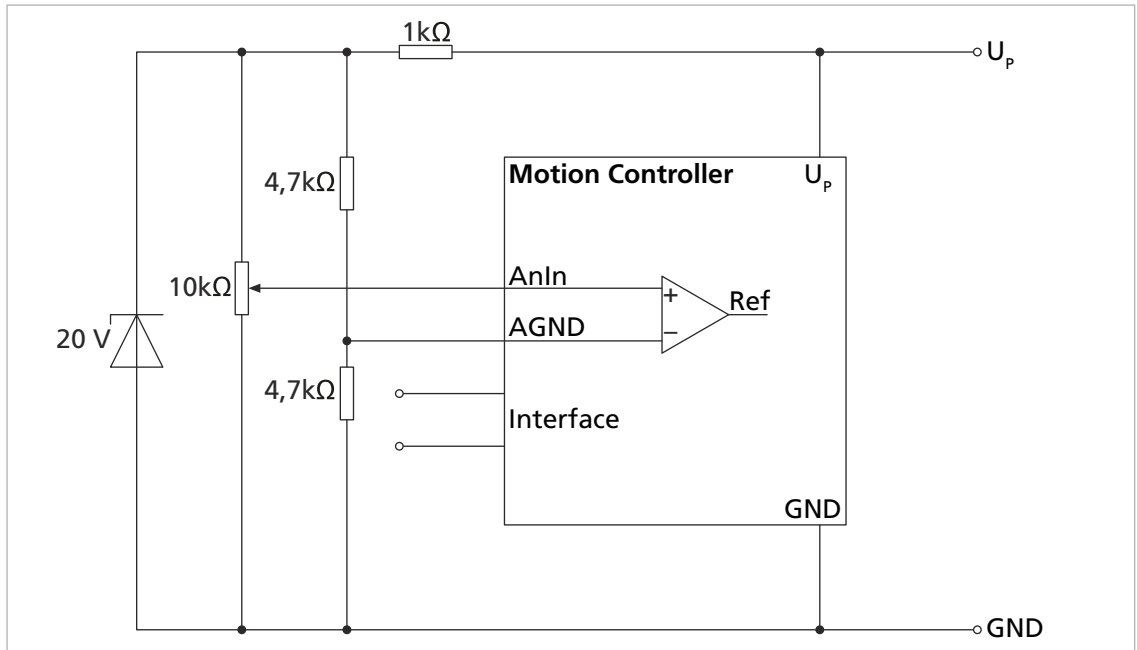 1kΩ
U_P
4,7kΩ
Motion Controller
U_P
10kΩ
AnIn
+
Ref
AGND
−
20 V
4,7kΩ
Interface
GND
GND